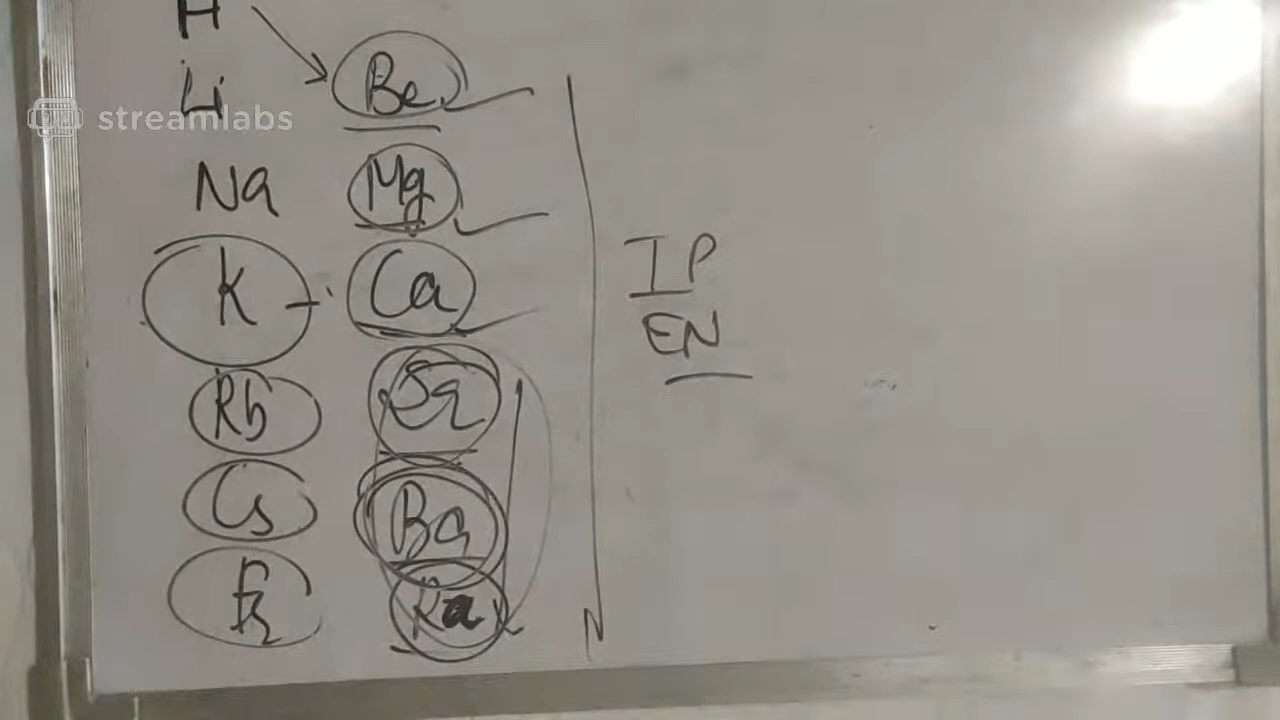 H
Li Be
streamlabs
Na Mg
K Ca
IP
EN
Rb Sr
Cs Ba
Fr Ra